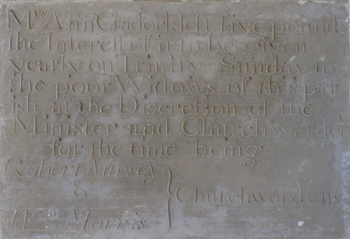 Mrs Ann Cradock left five pounds
the Interest of it to be given
yearly on Trinity Sunday to
the poor Widows of this par
ish at the Discretion of the
Minister and Churchwarden
for the time being
Robert
&
Wm Morris
Churchwardens